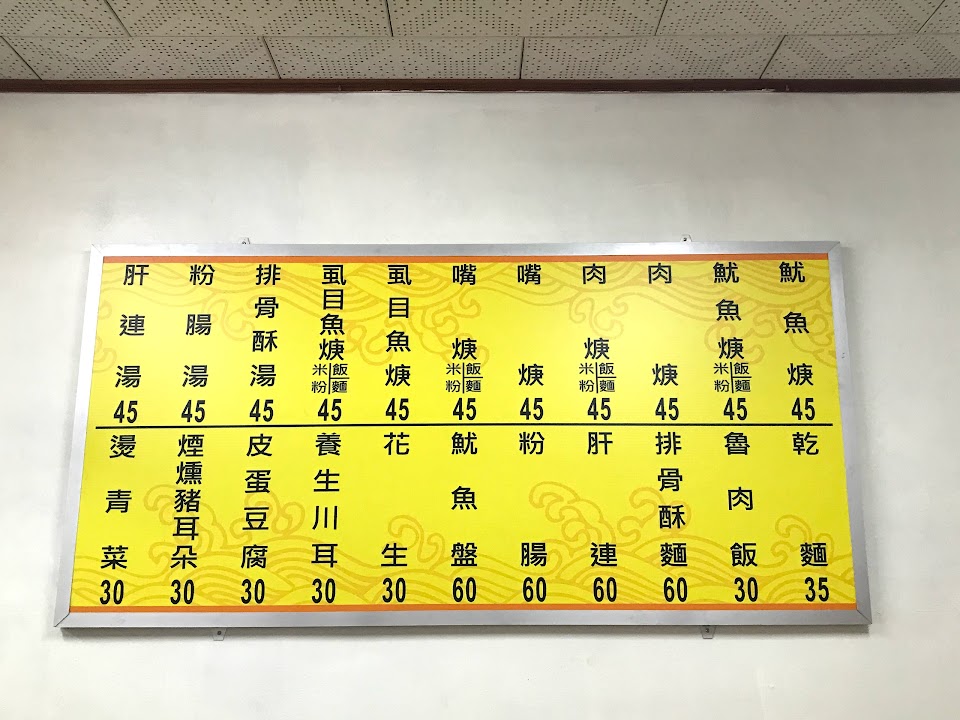 魷魚焿 45
魷魚焿飯麵米粉 45
肉焿 45
肉焿飯麵米粉 45
嘴焿 45
嘴焿飯麵米粉 45
虱目魚焿 45
虱目魚焿飯麵米粉 45
排骨酥湯 45
粉腸湯 45
肝連湯 45
乾麵 35
魯肉飯 30
排骨酥麵 60
肝連 60
粉腸 60
魷魚盤 60
花生 30
養生川耳 30
皮蛋豆腐 30
煙燻豬耳朵 30
燙青菜 30